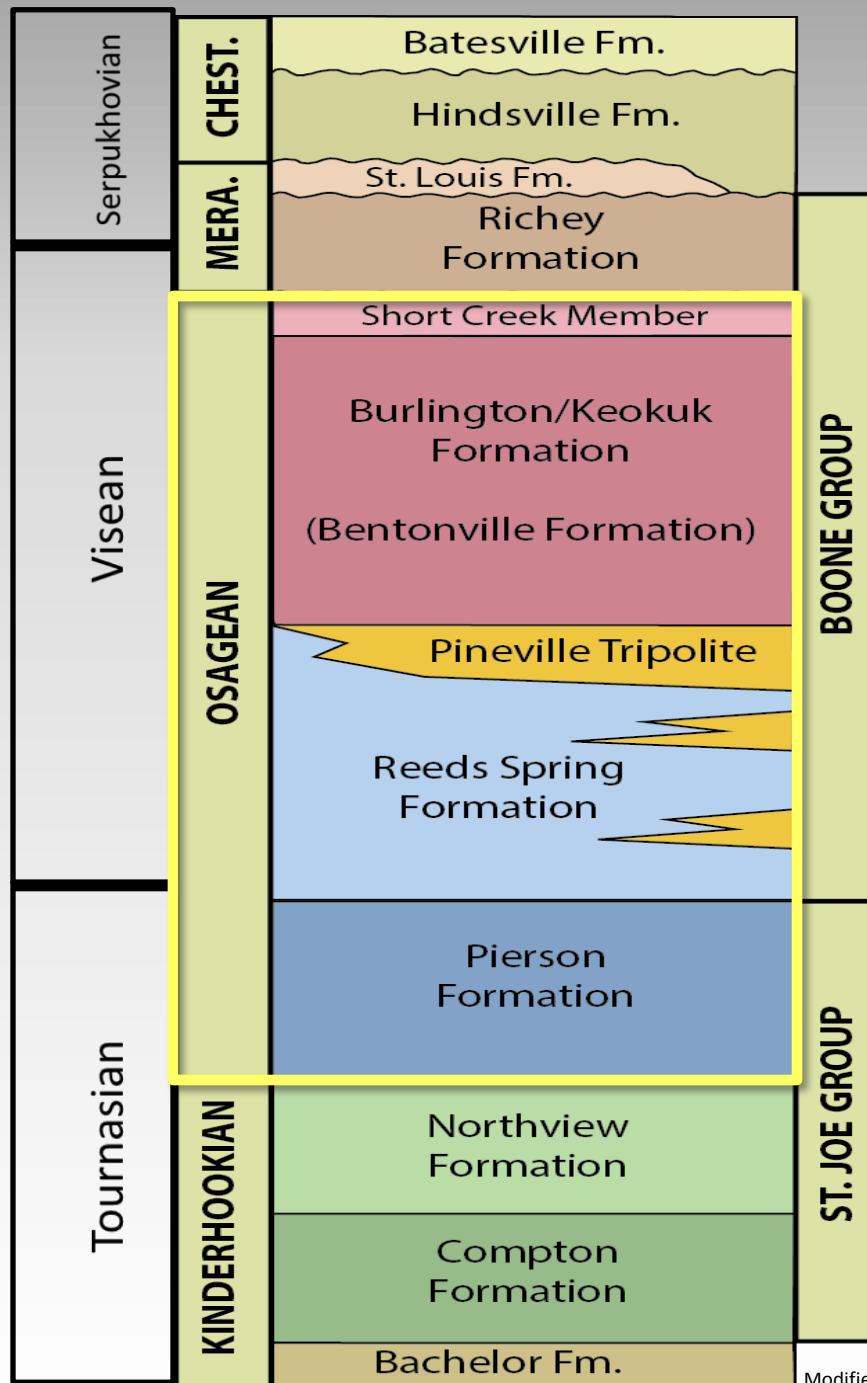 Serpukhovian
Visean
Tournasian
CHEST.
MERA.
OSAGEAN
KINDERHOOKIAN
Batesville Fm.
Hindsville Fm.
St. Louis Fm.
Richey
Formation
Short Creek Member
Burlington/Keokuk
Formation
(Bentonville Formation)
Pineville Tripolite
Reeds Spring
Formation
Pierson
Formation
Northview
Formation
Compton
Formation
Bachelor Fm.
BOONE GROUP
ST. JOE GROUP
Modifie